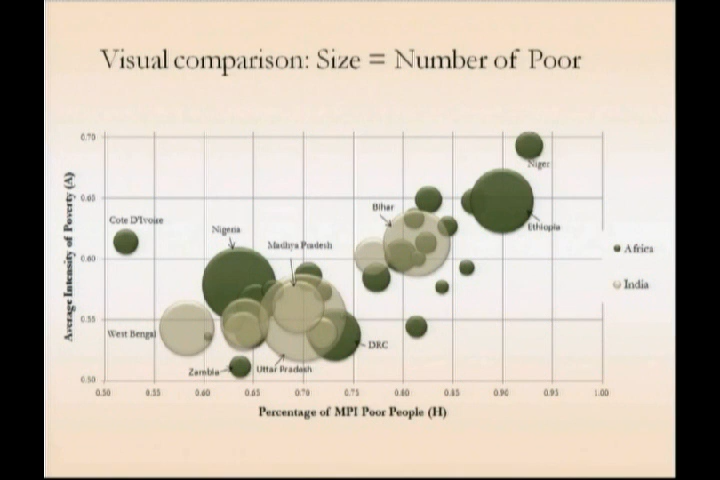 Visual comparison: Size = Number of Poor
Average Intensity of Poverty (A)
0.70
0.65
0.60
0.55
0.50
Cote D'Ivoire
Nigeria
Madhya Pradesh
Bihar
Niger
Ethiopia
West Bengal
Zambia
Uttar Pradesh
DRC
Africa
India
0.50 0.55 0.60 0.65 0.70 0.75 0.80 0.85 0.90 0.95 1.00
Percentage of MPI Poor People (H)